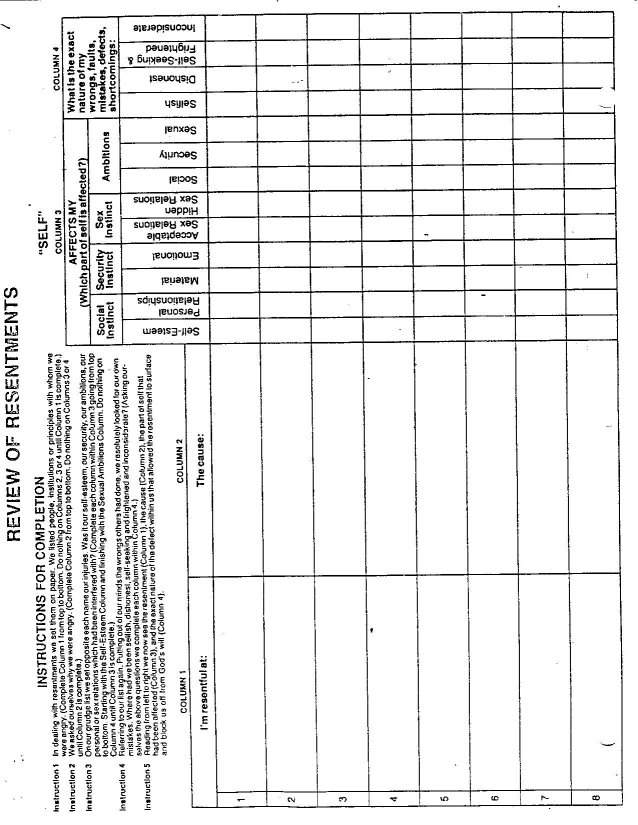 REVIEW OF RESENTMENTS
INSTRUCTIONS FOR COMPLETION
Instruction 1 In dealing with resentments we set them on paper. We listed people, institutions or principles with whom we
were angry. (Complete Column 1 from top to bottom. Do nothing on Columns 2, 3 or 4 until Column 1 is complete.)
Instruction 2 We asked ourselves why we were angry. (Complete Column 2 from top to bottom. Do nothing on Columns 3 or 4
until Column 2 is complete.)
Instruction 3 On our grudge list we set opposite each name our injuries. Was it our self-esteem, our security, our ambitions, our
personal or sex relations which had been interfered with? (Complete each column within Column 3 going from top
to bottom. Starting with the Self-Esteem Column and finishing with the Sexual Ambitions Column. Do nothing on
Column 4 until Column 3 is complete.)
Instruction 4 Referring to our list again. Putting out of our minds the wrongs others had done, we resolutely looked for our own
mistakes. Where had we been selfish, dishonest, self-seeking and frightened and inconsiderate? (Asking our-
selves the above questions we complete each column within Column 4.)
Instruction 5 Reading from left to right we now see the resentment (Column 1), the cause (Column 2), the part of self that
had been affected (Column 3), and the exact nature of the defect within us that allowed the resentment to surface
and block us off from God's will (Column 4).
"SELF"
COLUMN 1
COLUMN 2
COLUMN 3
COLUMN 4
I'm resentful at:
The cause:
AFFECTS MY
(Which part of self is affected?)
What is the exact
nature of my
wrongs, faults,
mistakes, defects,
shortcomings:
Social
Instinct
Security
Instinct
Sex
Instinct
Ambitions
Self-Esteem
Personal
Relationships
Material
Emotional
Acceptable
Sex Relations
Hidden
Sex Relations
Social
Security
Sexual
Selfish
Dishonest
Self-Seeking &
Frightened
Inconsiderate
1
2
3
4
5
6
7
8